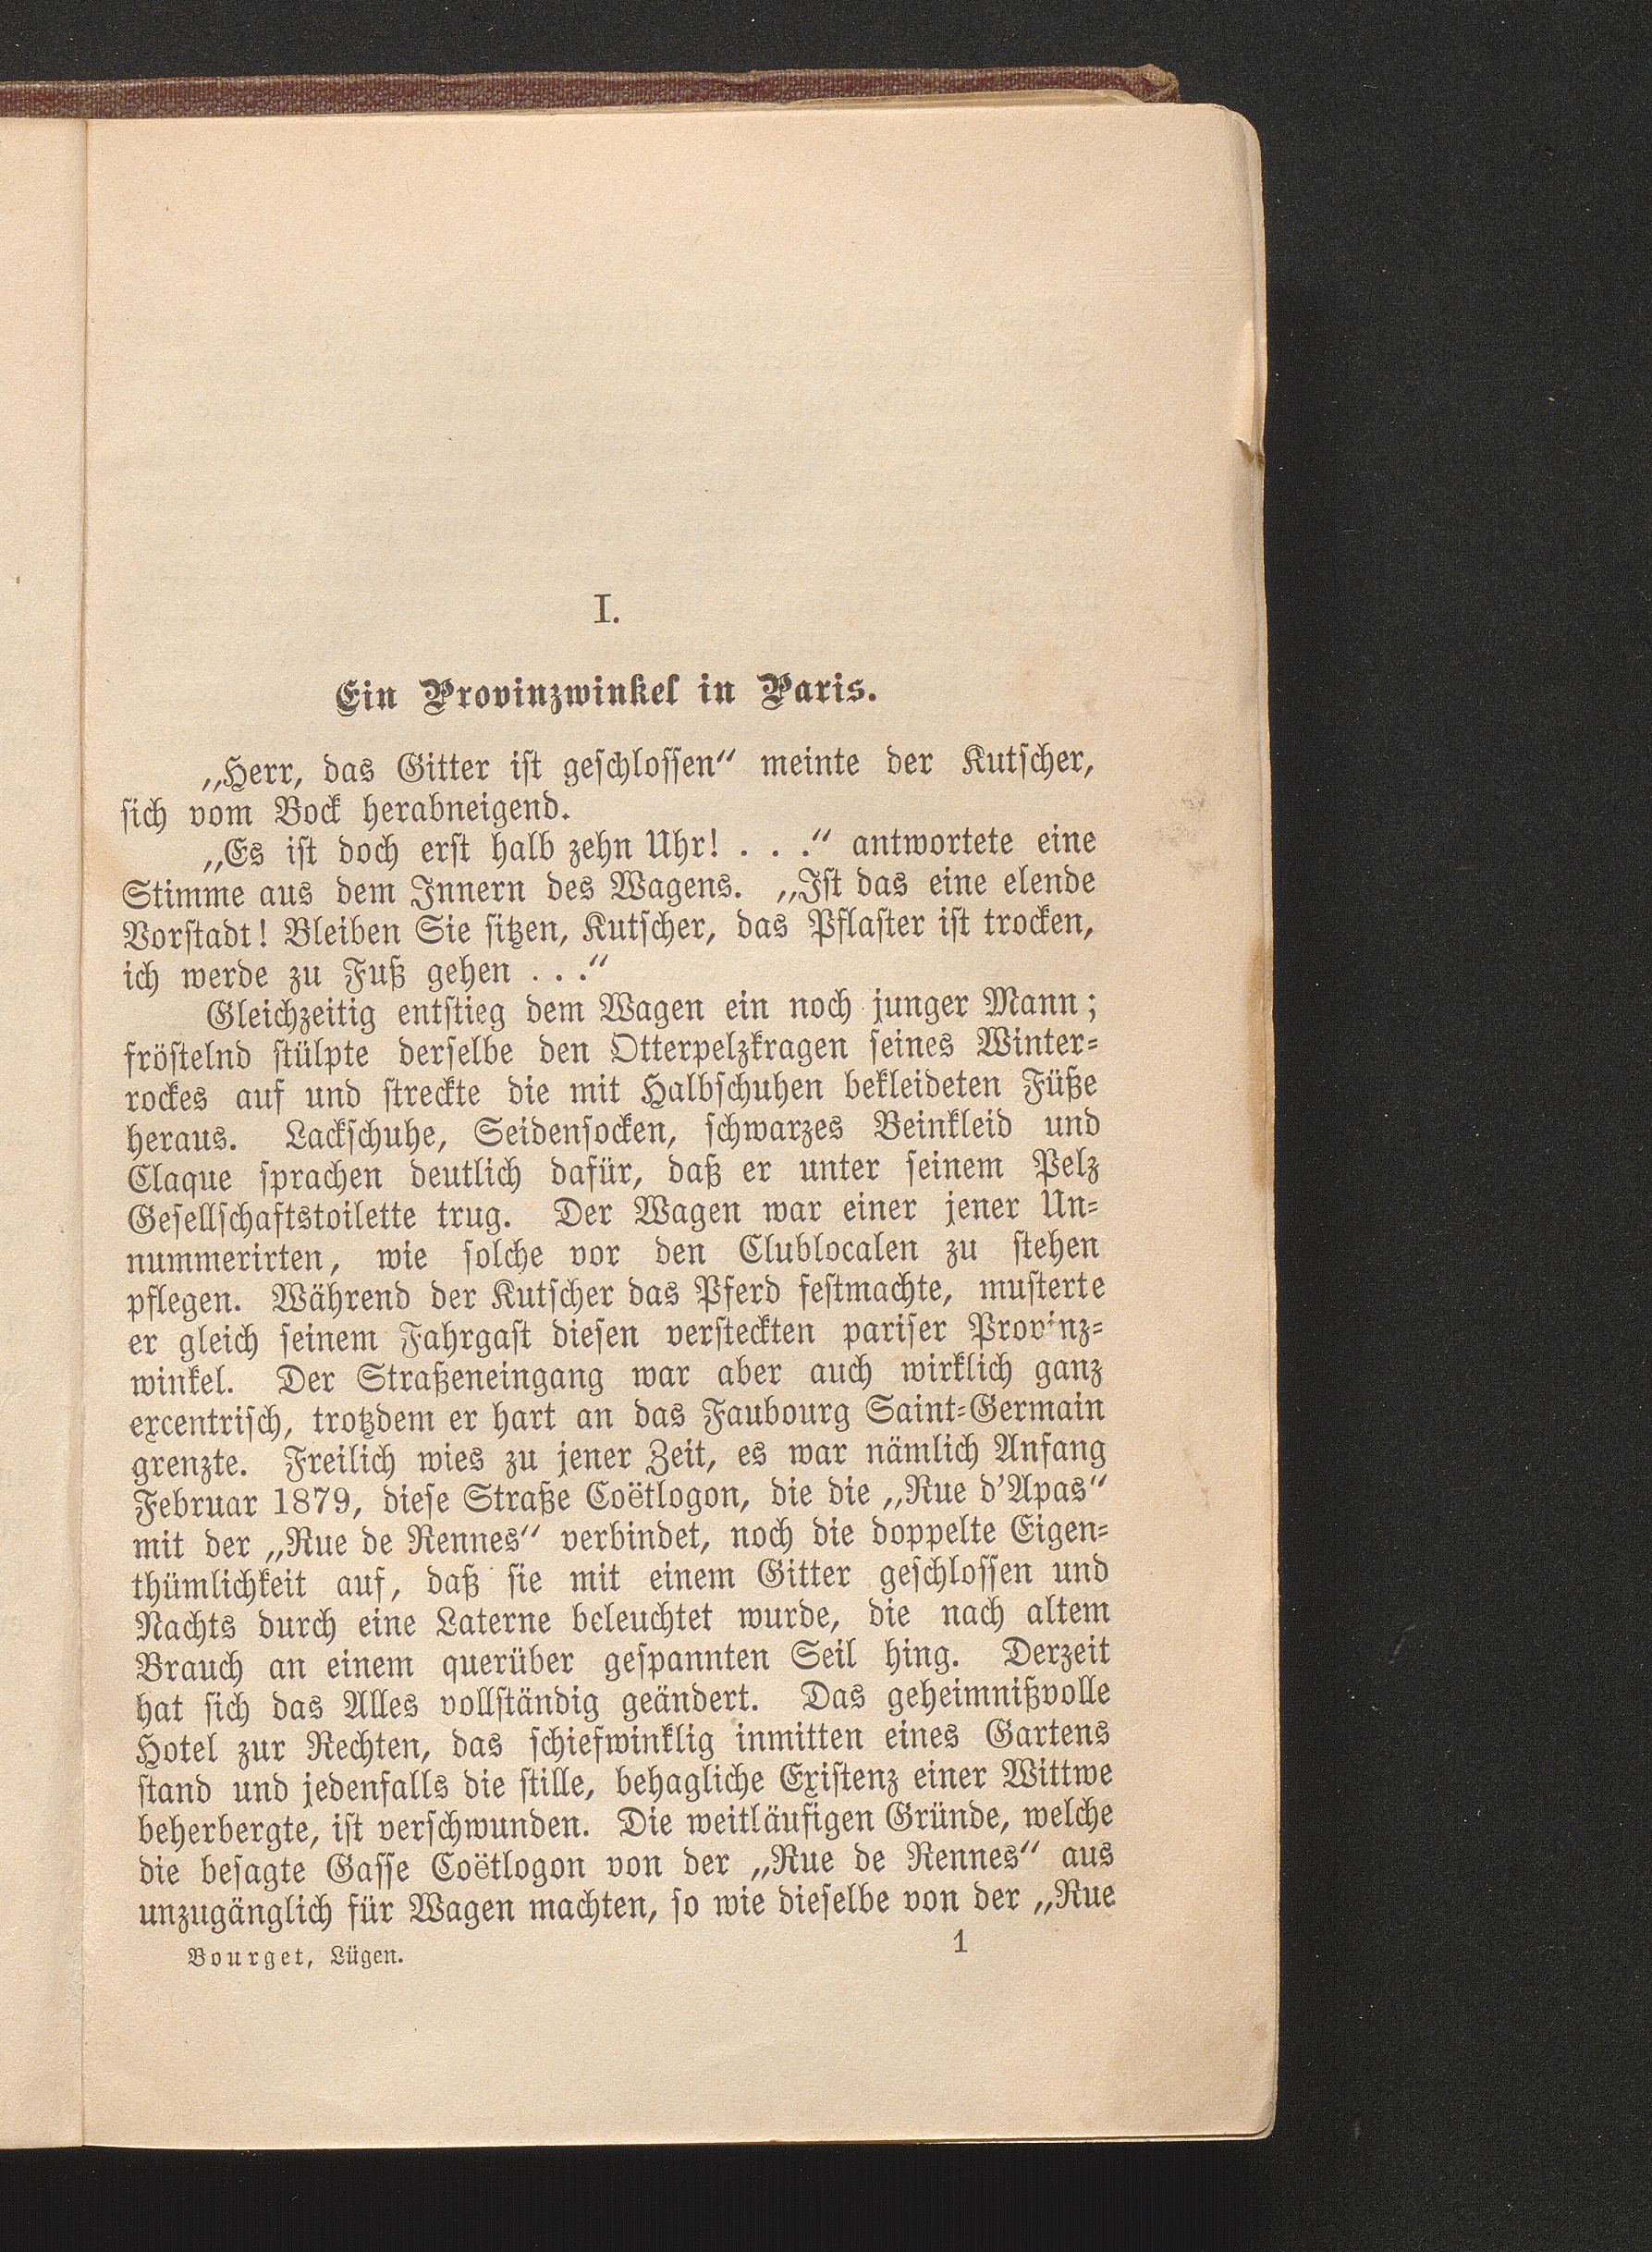 I.
Ein Provinzwinkel in Paris.
„Herr, das Gitter ist geschlossen“ meinte der Kutscher,
sich vom Bock herabneigend.
„Es ist doch erst halb zehn Uhr! . . .“ antwortete eine
Stimme aus dem Innern des Wagens. „Ist das eine elende
Vorstadt! Bleiben Sie sitzen, Kutscher, das Pflaster ist trocken,
ich werde zu Fuß gehen . . .“
Gleichzeitig entstieg dem Wagen ein noch junger Mann;
fröstelnd stülpte derselbe den Otterpelzkragen seines Winter-
rockes auf und streckte die mit Halbschuhen bekleideten Füße
heraus. Lackschuhe, Seidensocken, schwarzes Beinkleid und
Claque sprachen deutlich dafür, daß er unter seinem Pelz
Gesellschaftstoilette trug. Der Wagen war einer jener Un-
nummerirten, wie solche vor den Clublocalen zu stehen
pflegen. Während der Kutscher das Pferd festmachte, musterte
er gleich seinem Fahrgast diesen versteckten pariser Provinz-
winkel. Der Straßeneingang war aber auch wirklich ganz
excentrisch, trotzdem er hart an das Faubourg Saint-Germain
grenzte. Freilich wies zu jener Zeit, es war nämlich Anfang
Februar 1879, diese Straße Coëtlogon, die die „Rue d'Apas“
mit der „Rue de Rennes“ verbindet, noch die doppelte Eigen-
thümlichkeit auf, daß sie mit einem Gitter geschlossen und
Nachts durch eine Laterne beleuchtet wurde, die nach altem
Brauch an einem querüber gespannten Seil hing. Derzeit
hat sich das Alles vollständig geändert. Das geheimnißvolle
Hotel zur Rechten, das schiefwinklig inmitten eines Gartens
stand und jedenfalls die stille, behagliche Existenz einer Wittwe
beherbergte, ist verschwunden. Die weitläufigen Gründe, welche
die besagte Gasse Coëtlogon von der „Rue de Rennes“ aus
unzugänglich für Wagen machten, so wie dieselbe von der „Rue
Bourget, Lügen. 1